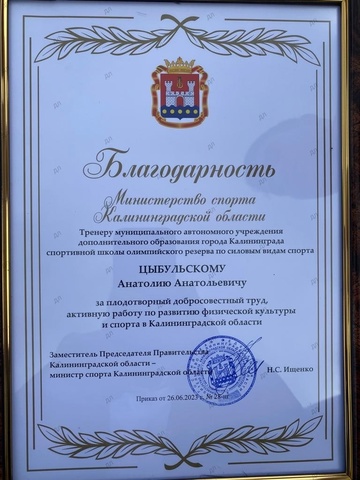 Благодарность
Министерство спорта
Калининградской области
Тренеру муниципального автономного учреждения
дополнительного образования города Калининграда
спортивной школы олимпийского резерва по силовым видам спорта
ЦЫБУЛЬСКОМУ
Анатолию Анатольевичу
за плодотворный добросовестный труд,
активную работу по развитию физической культуры
и спорта в Калининградской области
Заместитель Председателя Правительства
Калининградской области –
министр спорта Калининградской области
Н.С. Ищенко
Приказ от 26.06.2023 г. №